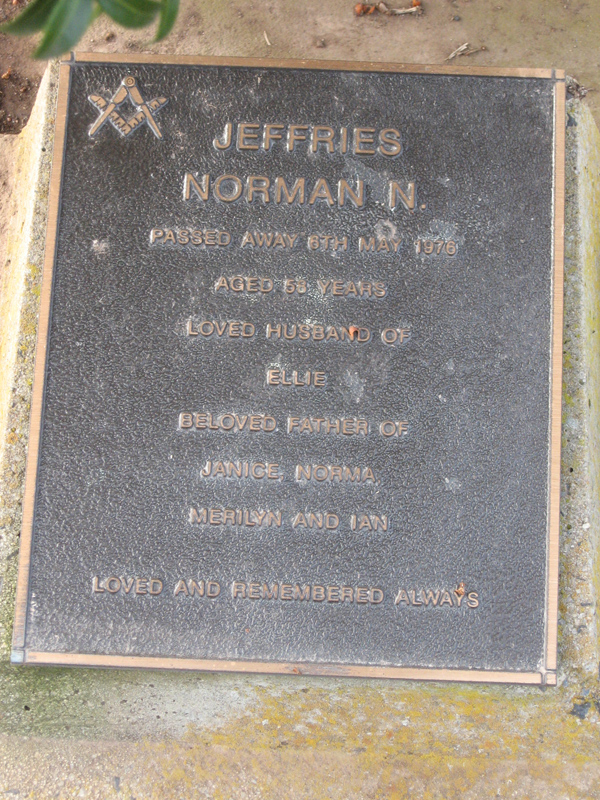 JEFFRIES
NORMAN N.
PASSED AWAY 6TH MAY 1976
AGED 53 YEARS
LOVED HUSBAND OF
ELLIE
BELOVED FATHER OF
JANICE, NORMA,
MERILYN AND IAN
LOVED AND REMEMBERED ALWAYS